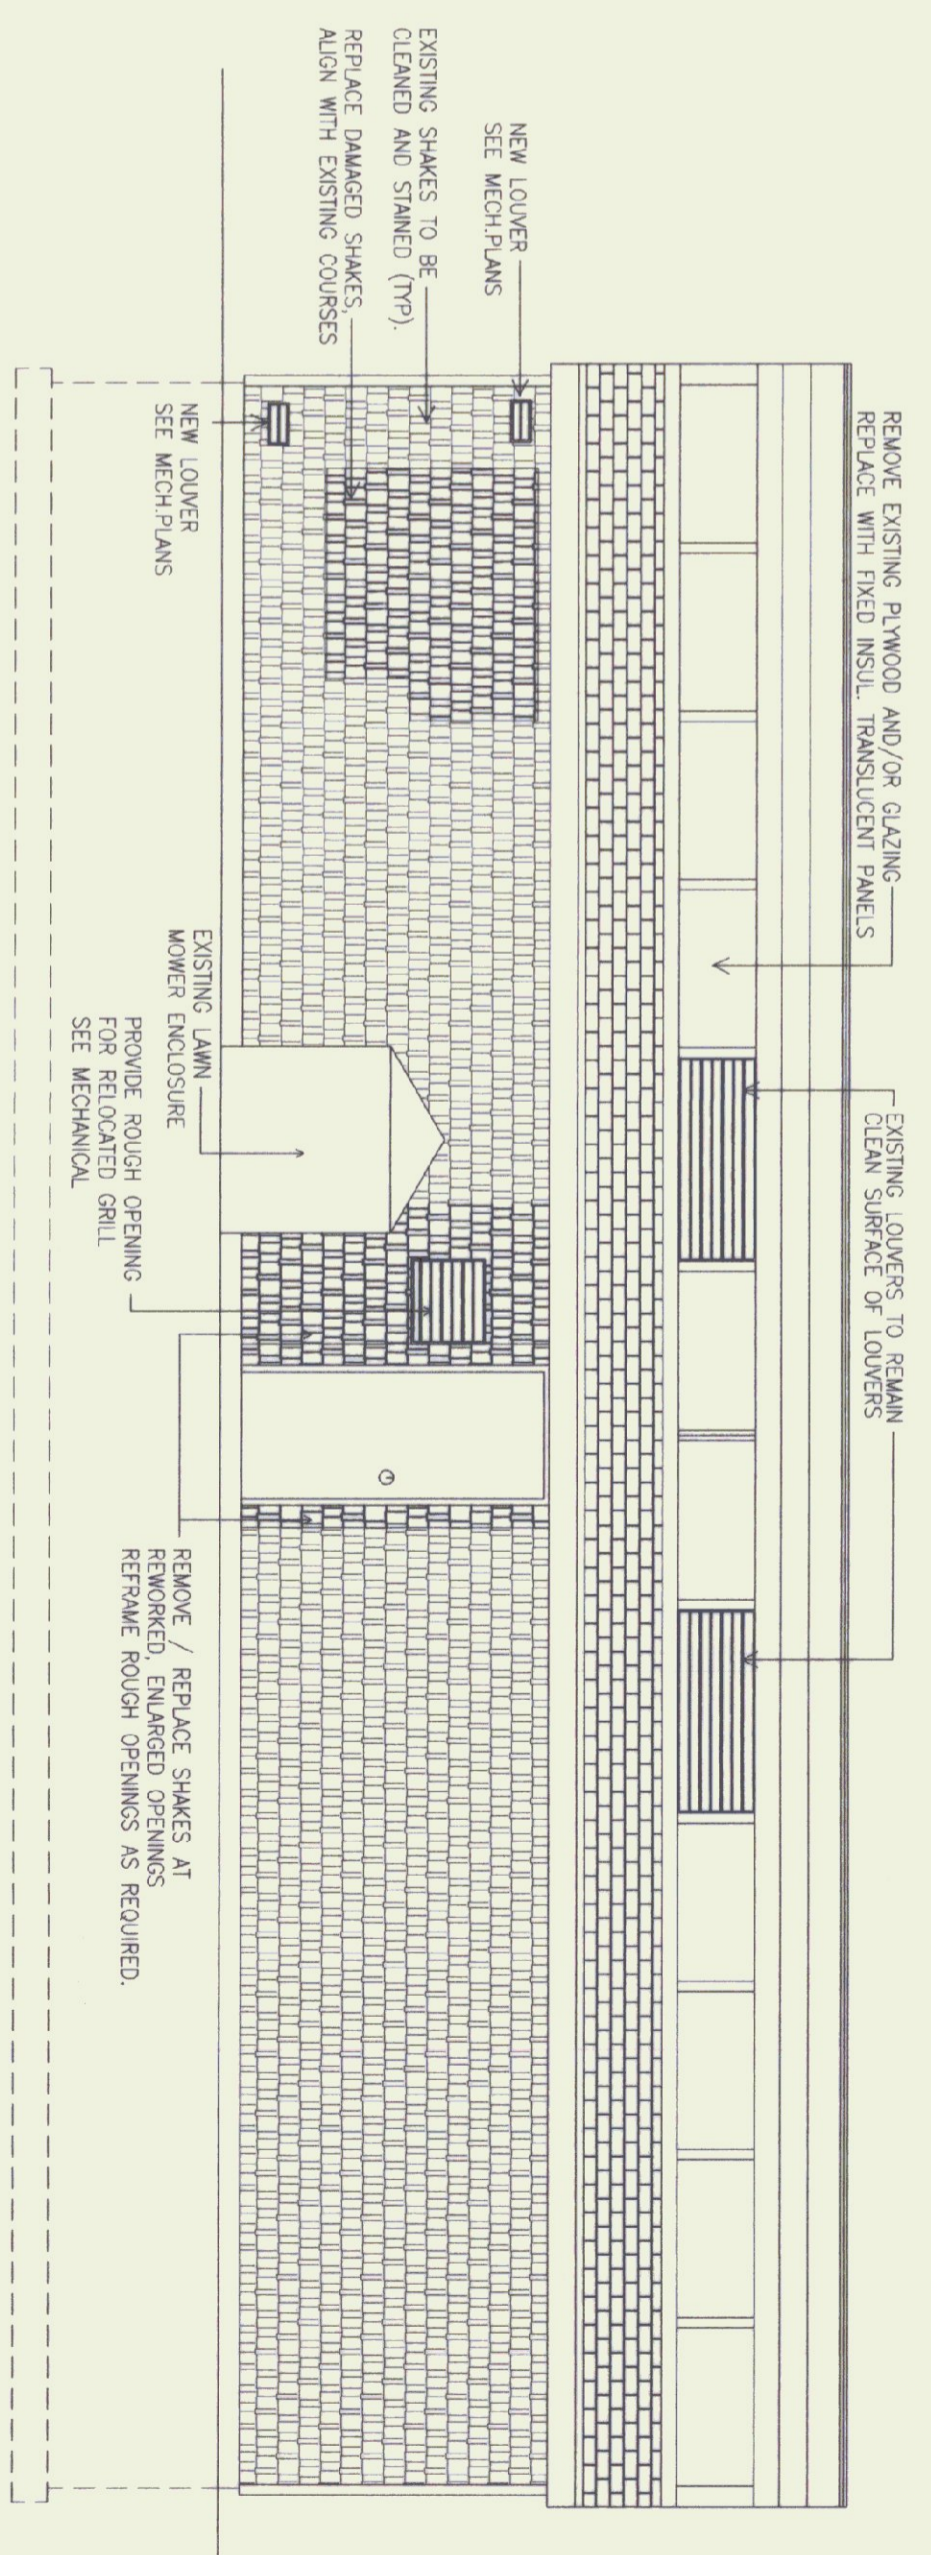 REMOVE EXISTING PLYWOOD AND/OR GLAZING
REPLACE WITH FIXED INSUL. TRANSLUCENT PANELS
EXISTING LOUVERS TO REMAIN
CLEAN SURFACE OF LOUVERS
NEW LOUVER
SEE MECH.PLANS
EXISTING SHAKES TO BE
CLEANED AND STAINED (TYP).
REPLACE DAMAGED SHAKES,
ALIGN WITH EXISTING COURSES
NEW LOUVER
SEE MECH.PLANS
EXISTING LAWN
MOWER ENCLOSURE
PROVIDE ROUGH OPENING
FOR RELOCATED GRILL
SEE MECHANICAL
REMOVE / REPLACE SHAKES AT
REWORKED, ENLARGED OPENINGS
REFRAME ROUGH OPENINGS AS REQUIRED.